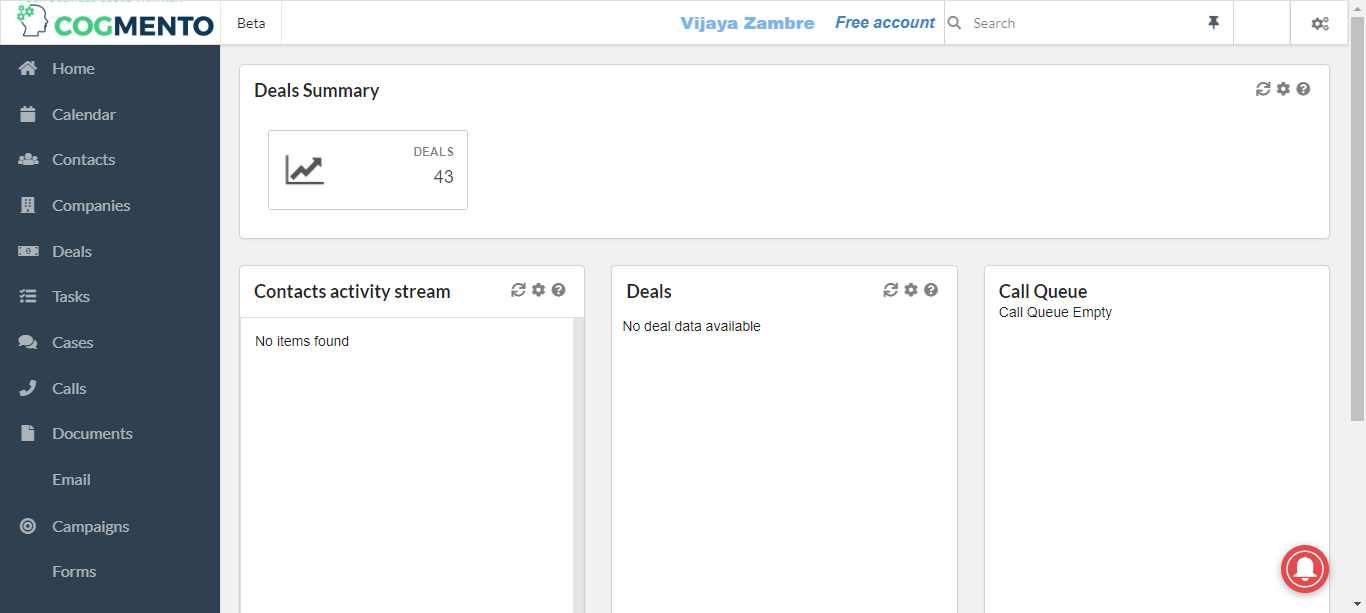 COGMENTO
Beta
Vijaya Zambre
Free account
Search
Home
Calendar
Contacts
Companies
Deals
Tasks
Cases
Calls
Documents
Email
Campaigns
Forms
Deals Summary
DEALS
43
Contacts activity stream
No items found
Deals
No deal data available
Call Queue
Call Queue Empty